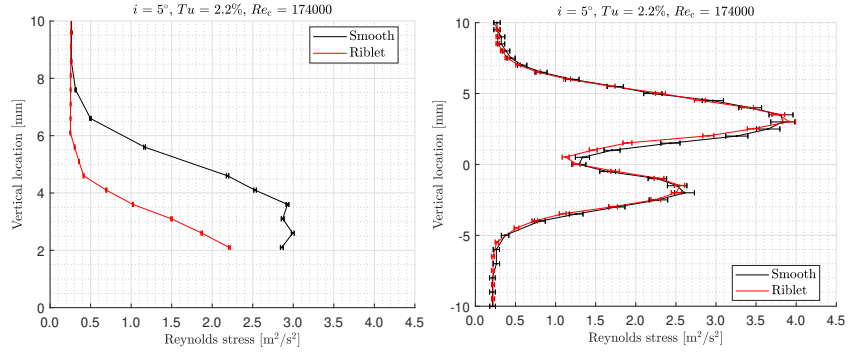 i = 5°, Tu = 2.2%, Re_c = 174000
10
8
6
4
2
0
Vertical location [mm]
Smooth
Riblet
0.0 0.5 1.0 1.5 2.0 2.5 3.0 3.5 4.0 4.5
Reynolds stress [m²/s²]
i = 5°, Tu = 2.2%, Re_c = 174000
10
5
0
-5
-10
Vertical location [mm]
Smooth
Riblet
0.0 0.5 1.0 1.5 2.0 2.5 3.0 3.5 4.0 4.5
Reynolds stress [m²/s²]